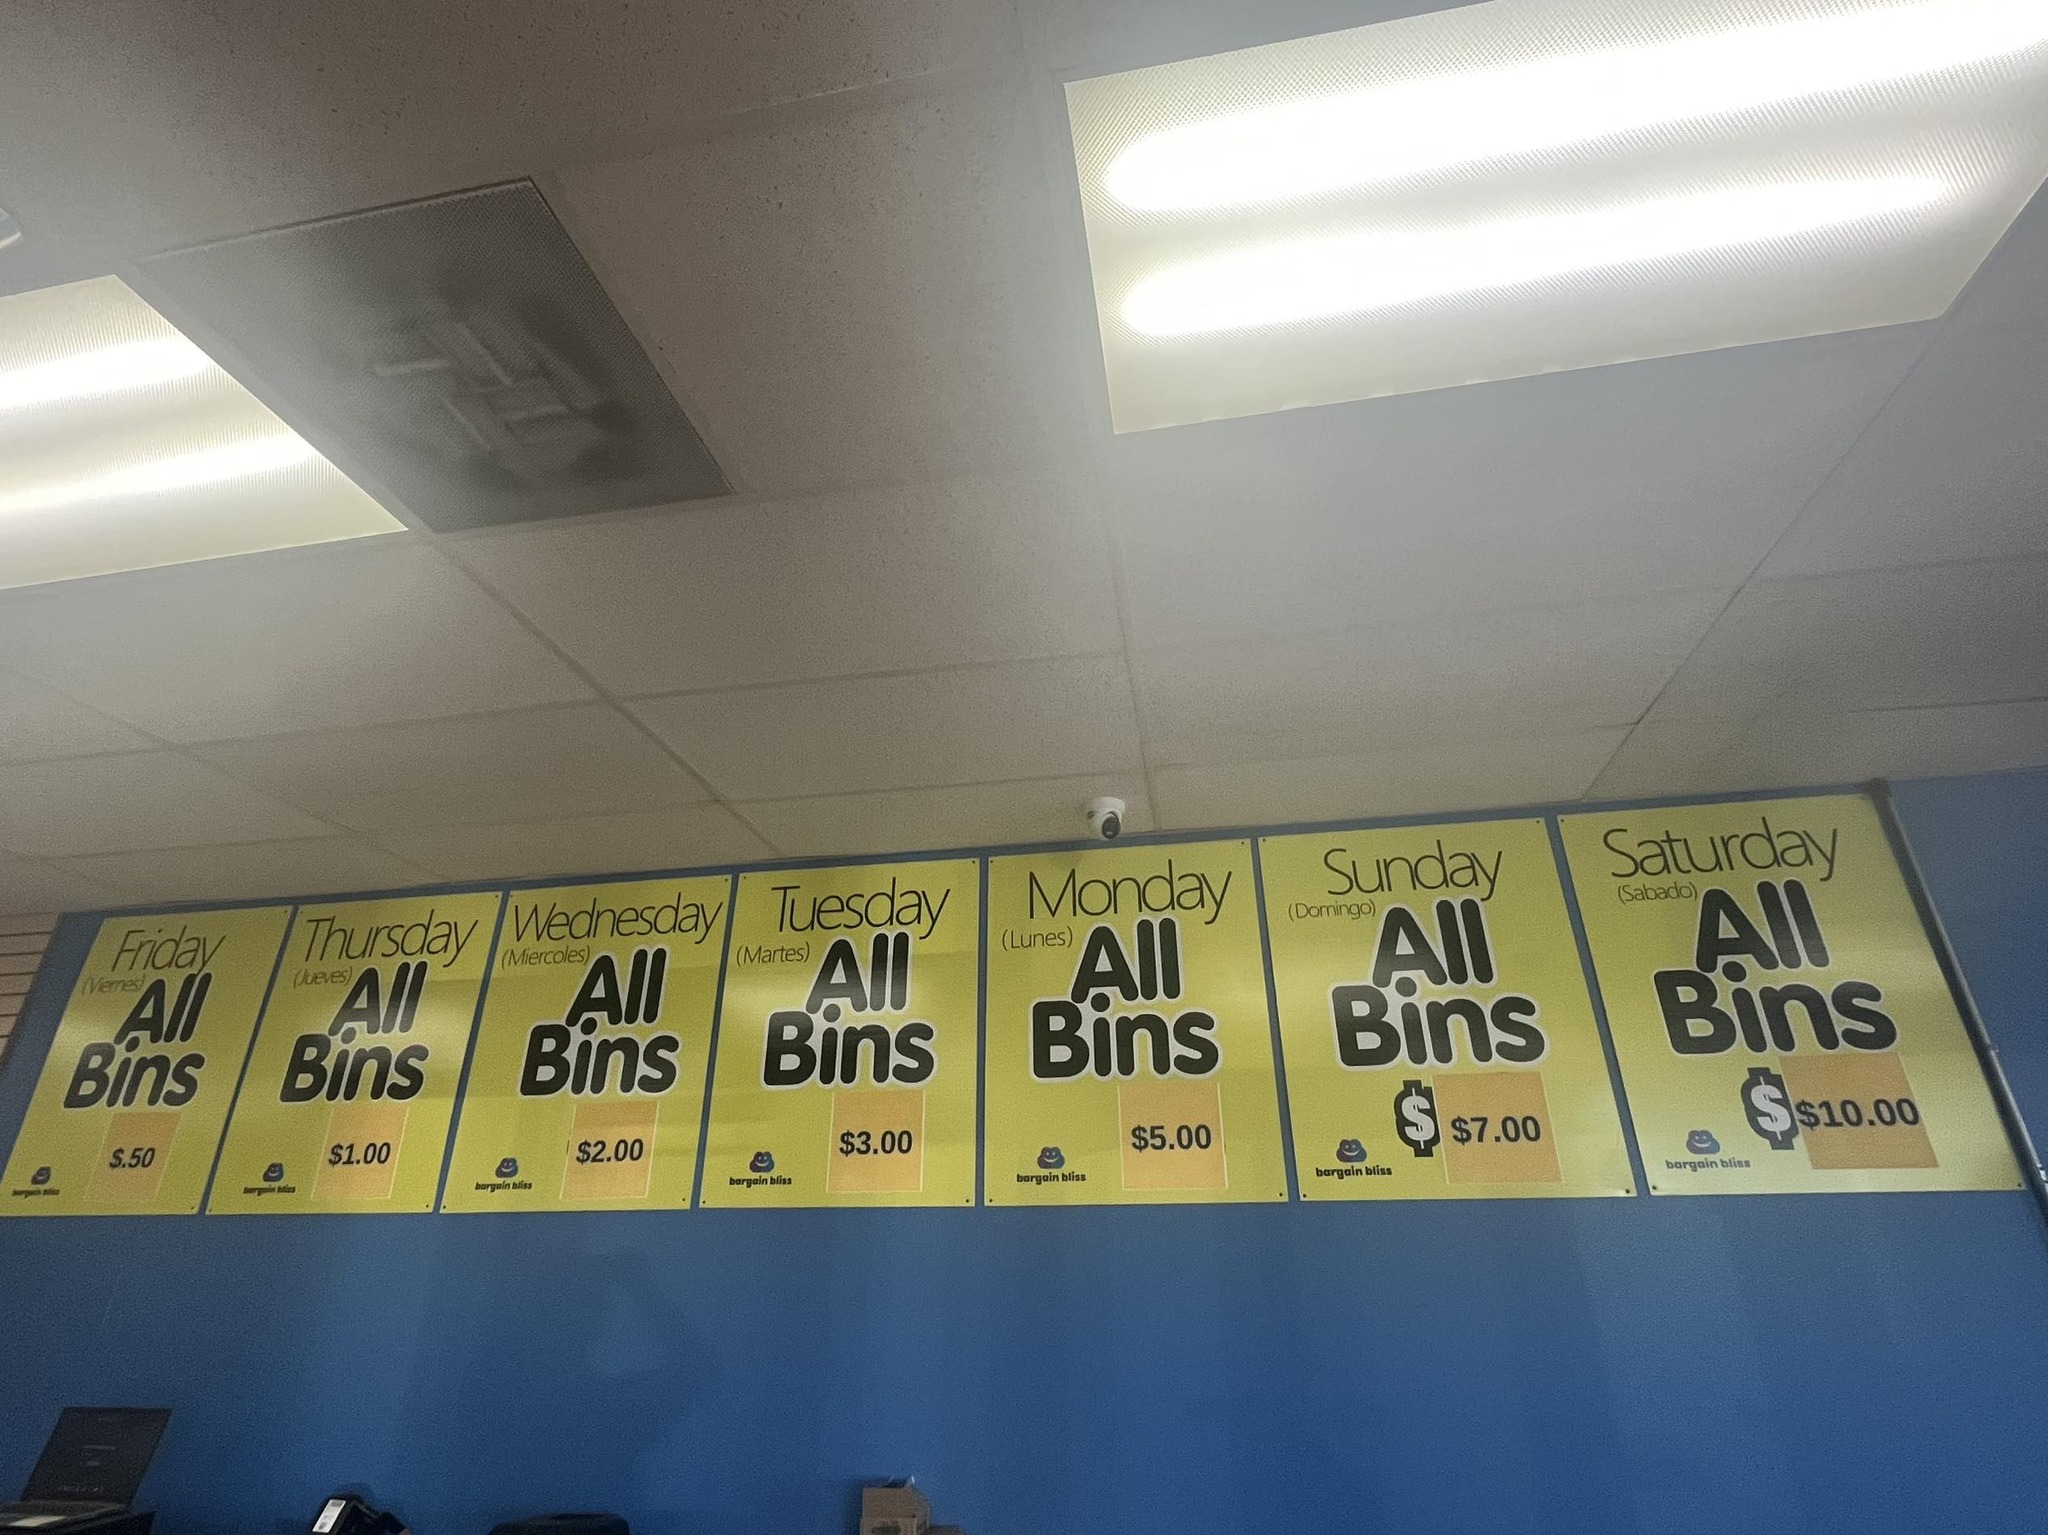 Friday
(Viernes)
All
Bins
$.50
bargain bliss
Thursday
(Jueves)
All
Bins
$1.00
bargain bliss
Wednesday
(Miercoles)
All
Bins
$2.00
bargain bliss
Tuesday
(Martes)
All
Bins
$3.00
bargain bliss
Monday
(Lunes)
All
Bins
$5.00
bargain bliss
Sunday
(Domingo)
All
Bins
$ $7.00
bargain bliss
Saturday
(Sabado)
All
Bins
$ $10.00
bargain bliss